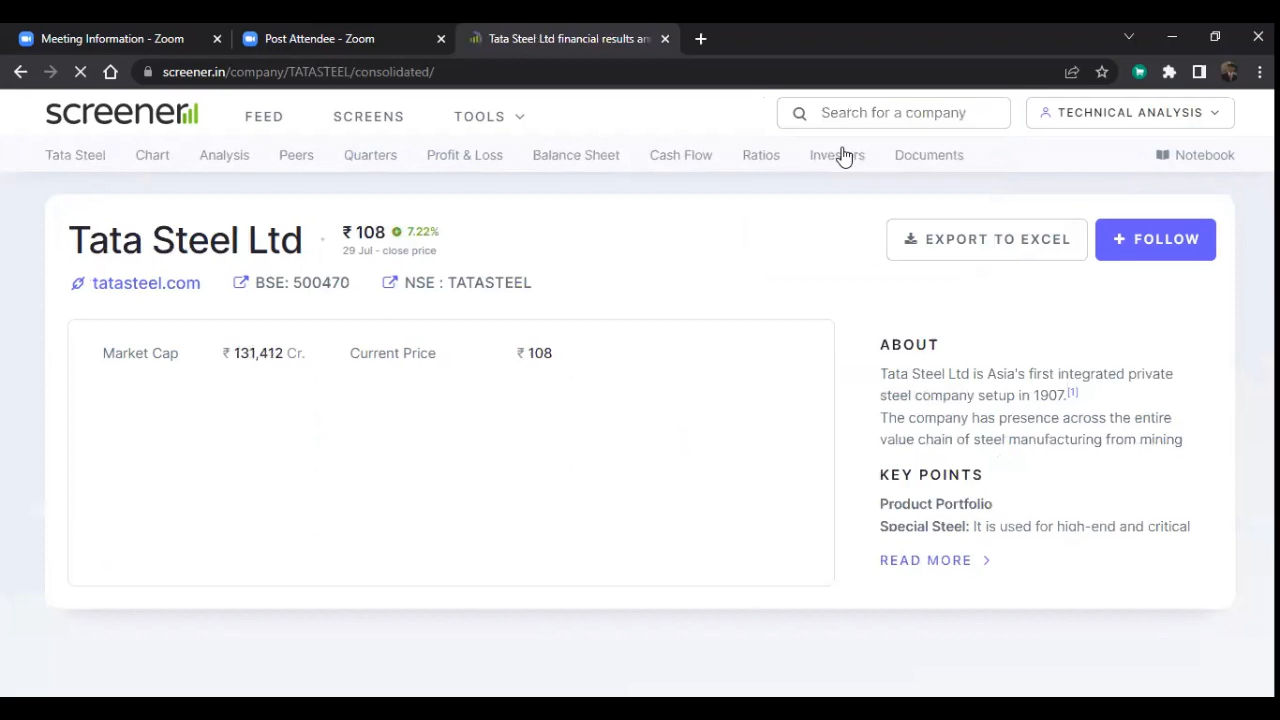 Meeting Information - Zoom
Post Attendee - Zoom
Tata Steel Ltd financial results an
screener.in/company/TATASTEEL/consolidated/
screener
FEED
SCREENS
TOOLS
Search for a company
TECHNICAL ANALYSIS
Tata Steel
Chart
Analysis
Peers
Quarters
Profit & Loss
Balance Sheet
Cash Flow
Ratios
Investors
Documents
Notebook
Tata Steel Ltd
₹ 108
7.22%
29 Jul - close price
EXPORT TO EXCEL
FOLLOW
tatasteel.com
BSE: 500470
NSE : TATASTEEL
Market Cap
₹ 131,412 Cr.
Current Price
₹ 108
ABOUT
Tata Steel Ltd is Asia's first integrated private
steel company setup in 1907.[1]
The company has presence across the entire
value chain of steel manufacturing from mining
KEY POINTS
Product Portfolio
Special Steel: It is used for high-end and critical
READ MORE